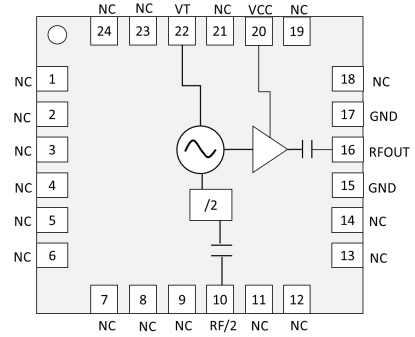 NC NC VT NC VCC NC
24 23 22 21 20 19
NC 1 18 NC
NC 2 17 GND
NC 3 16 RFOUT
NC 4 15 GND
/2
NC 5 14 NC
NC 6 13 NC
7 8 9 10 11 12
NC NC NC RF/2 NC NC